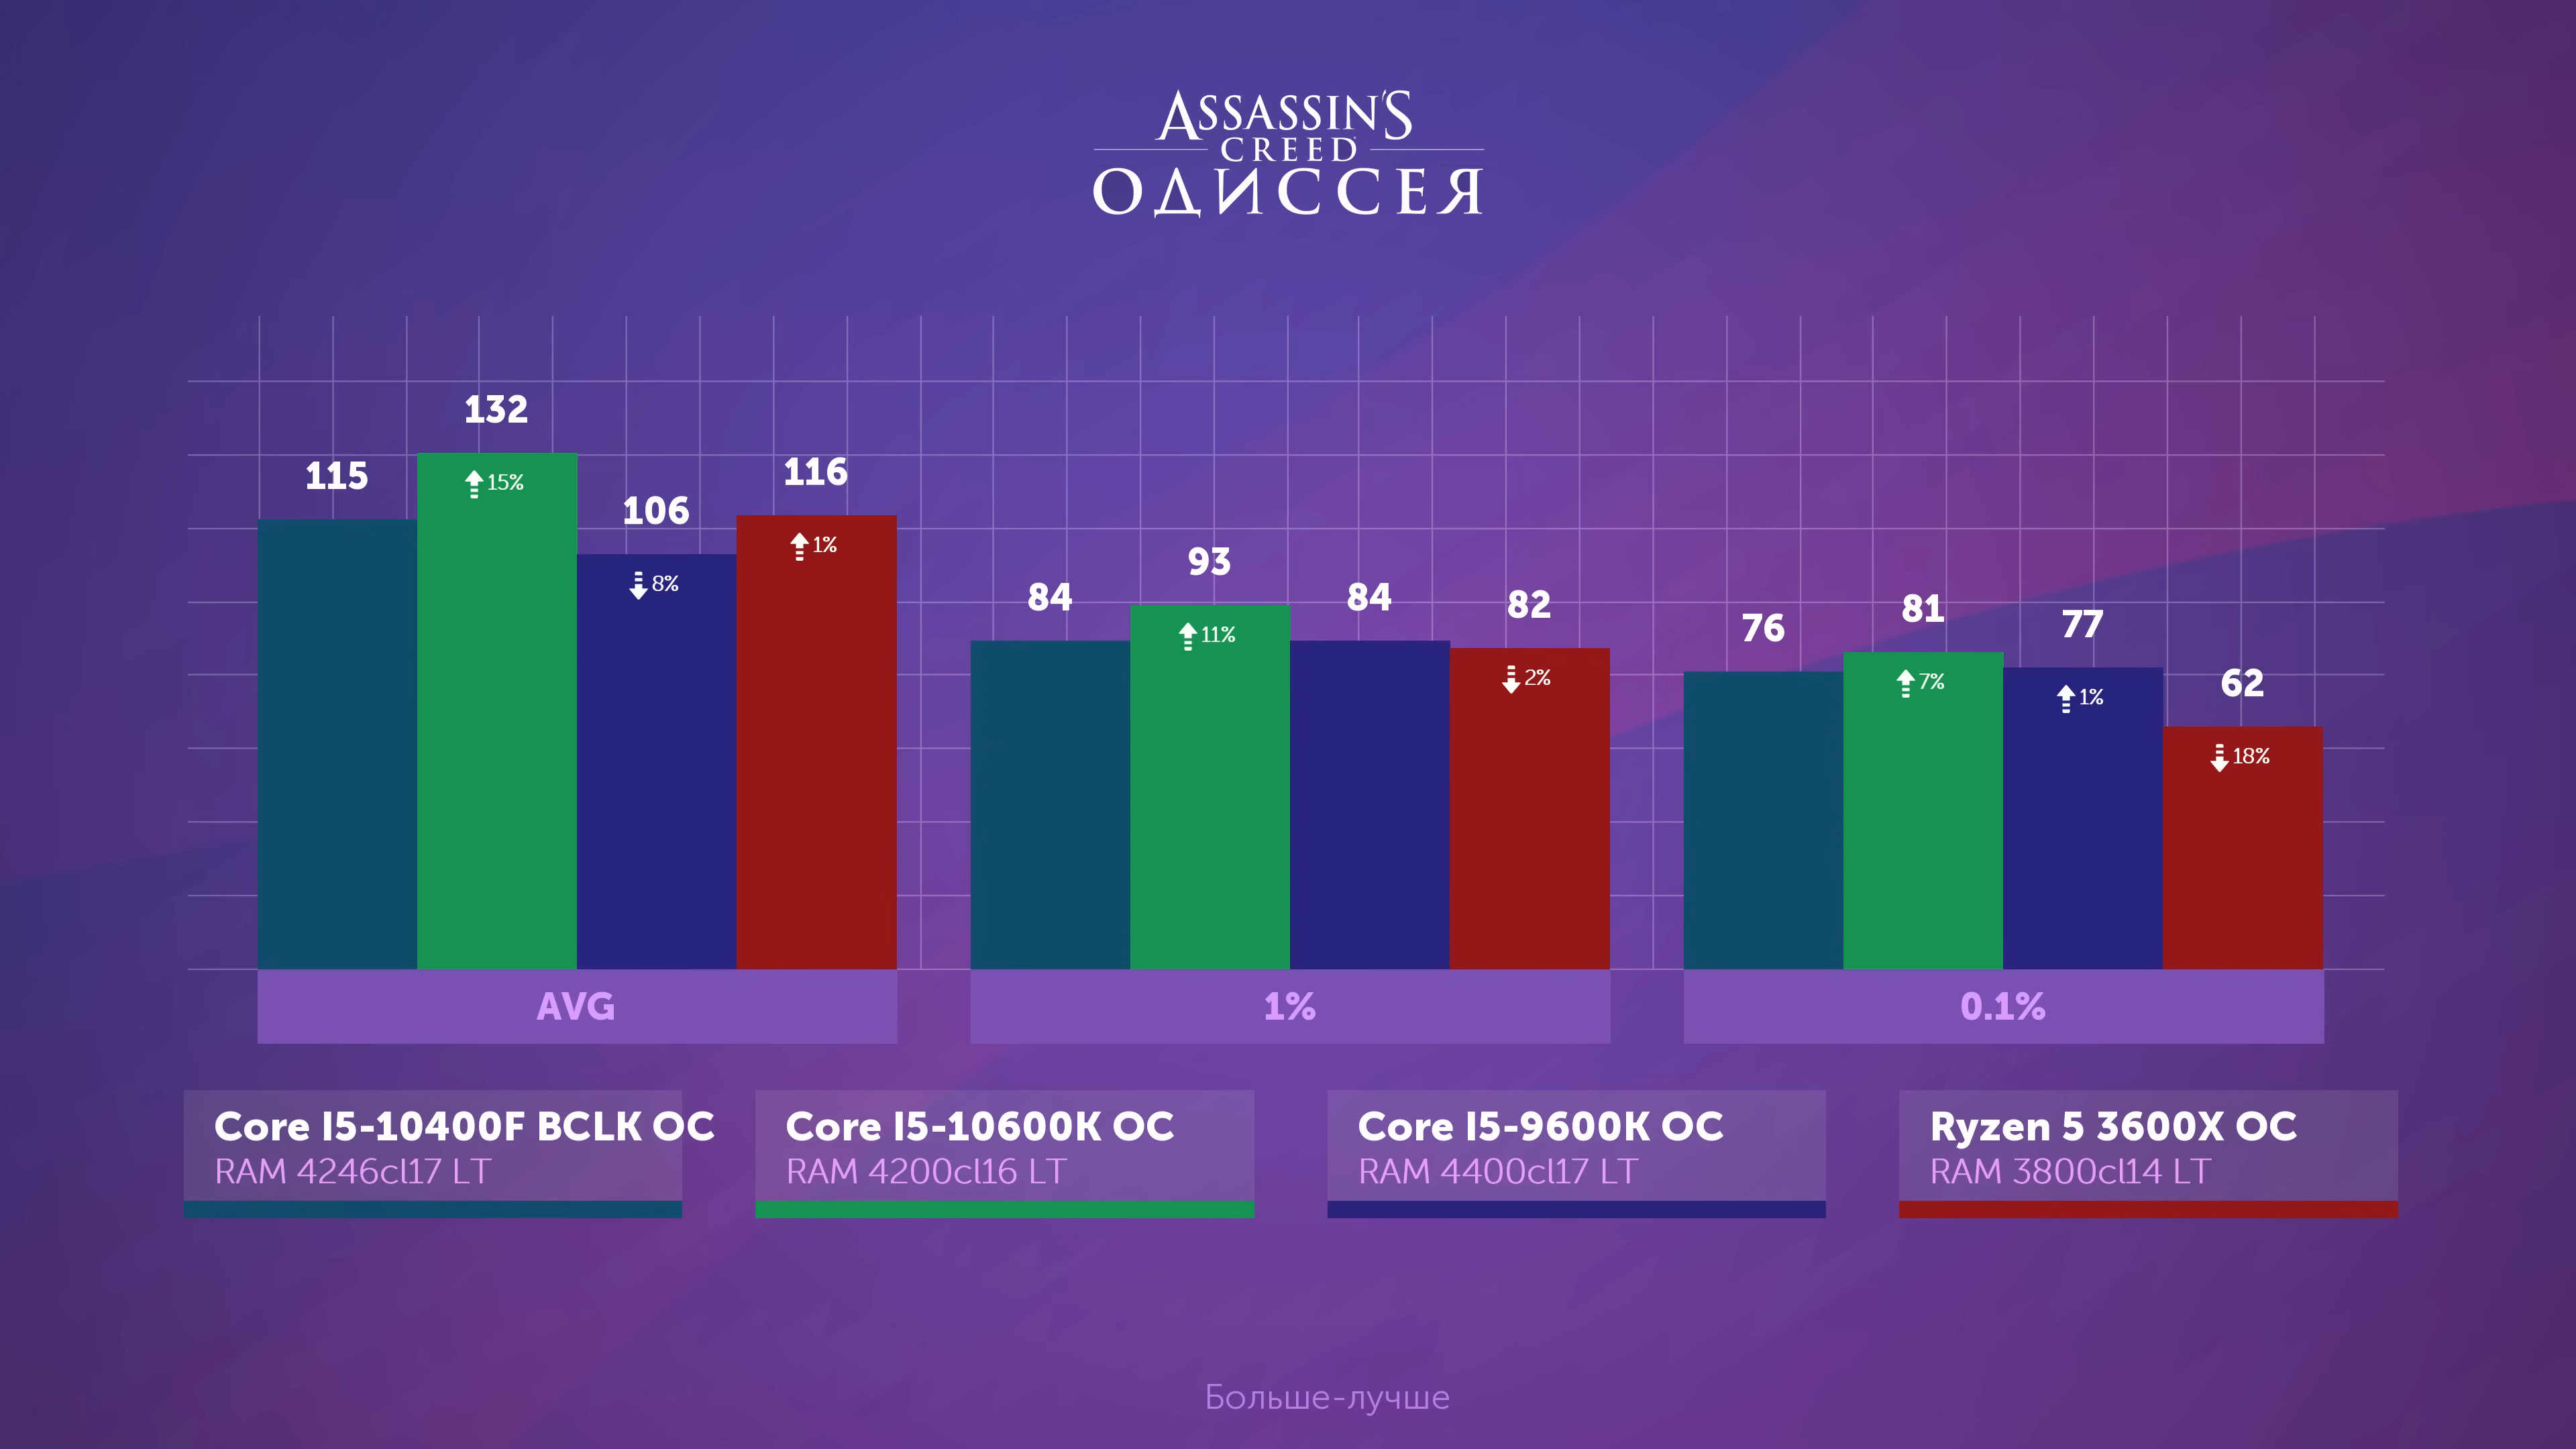 ASSASSIN'S
CREED
ОДИССЕЯ
115
132
15%
106
8%
116
1%
84
93
11%
84
82
2%
76
81
7%
77
1%
62
18%
AVG
1%
0.1%
Core I5-10400F BCLK OC
RAM 4246cl17 LT
Core I5-10600K OC
RAM 4200cl16 LT
Core I5-9600K OC
RAM 4400cl17 LT
Ryzen 5 3600X OC
RAM 3800cl14 LT
Больше-лучше